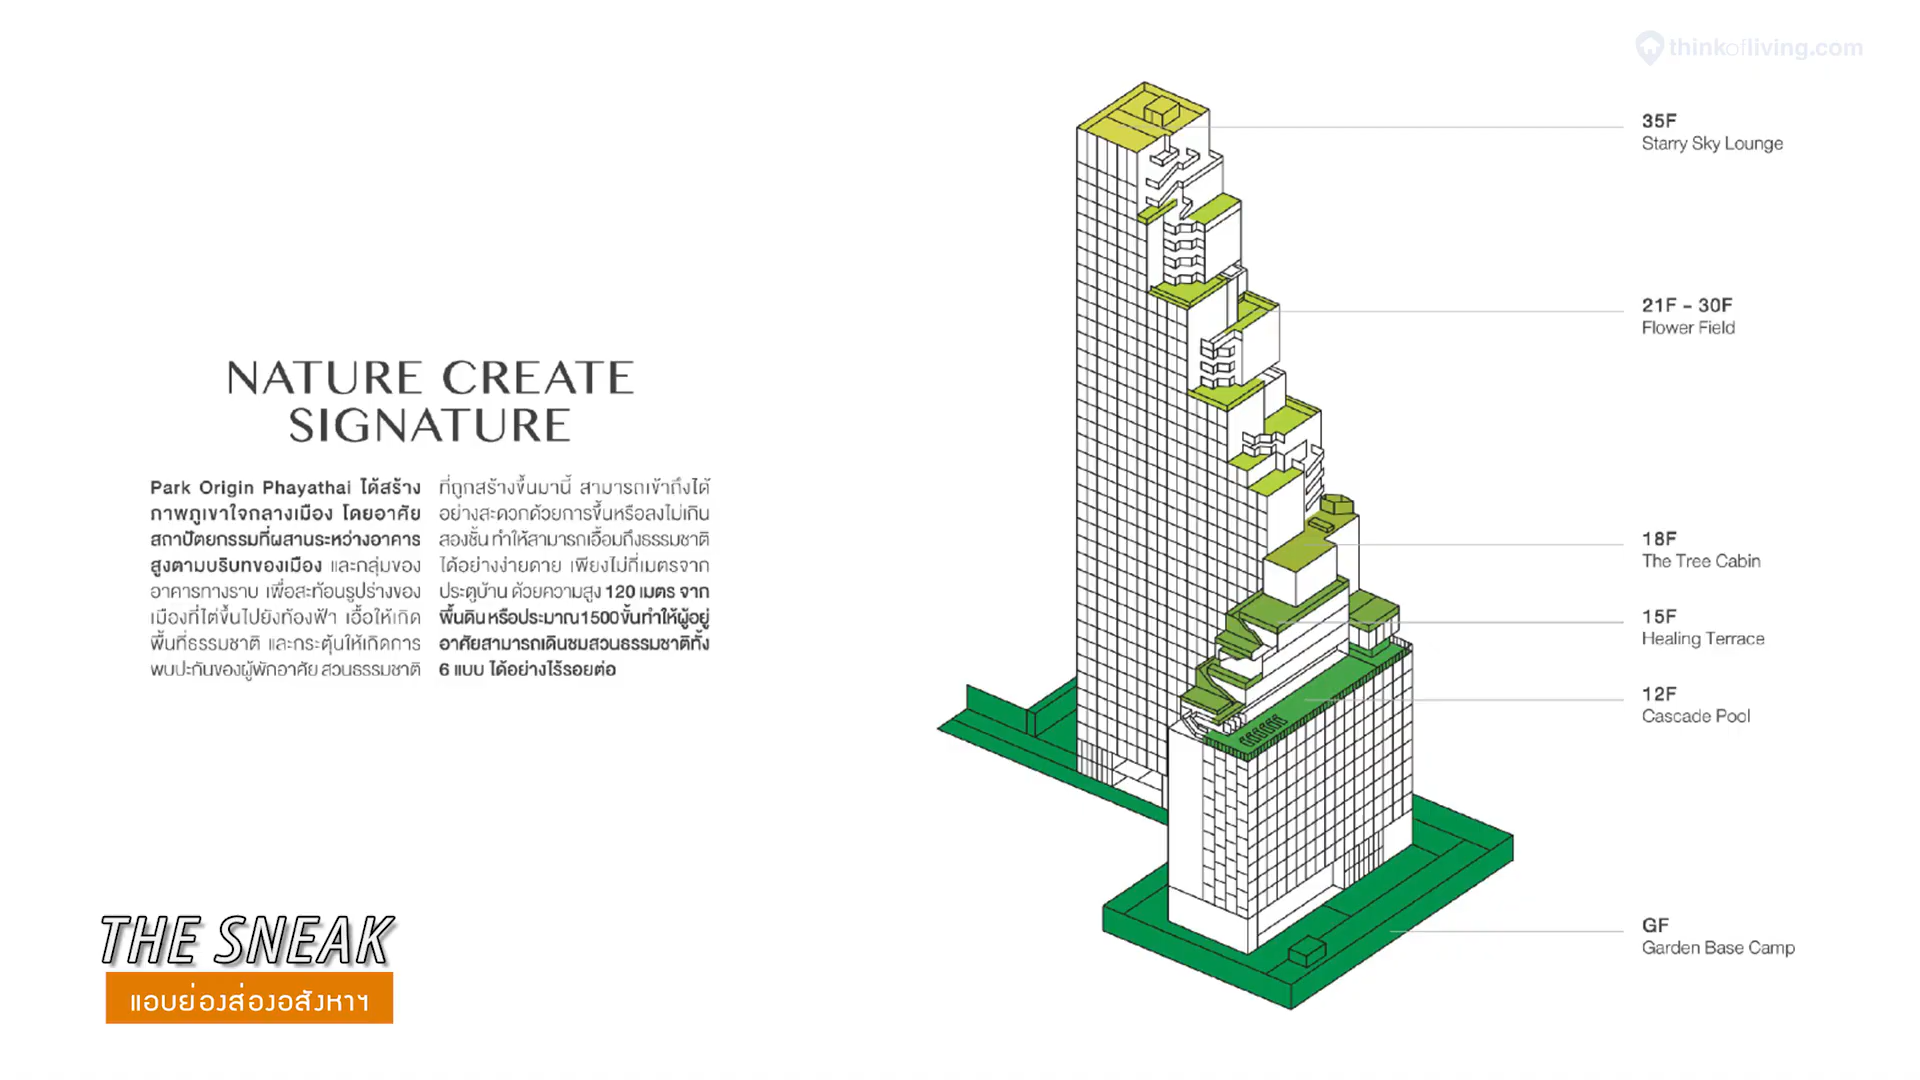 thinkofliving.com
NATURE CREATE
SIGNATURE
Park Origin Phayathai ได้สร้าง
ภาพภูเขาใจกลางเมือง โดยอาศัย
สถาปัตยกรรมที่ผสานระหว่างอาคาร
สูงตามบริบทของเมือง และกลุ่มของ
อาคารทางราบ เพื่อสะท้อนรูปร่างของ
เมืองที่ไต่ขึ้นไปยังท้องฟ้า เอื้อให้เกิด
พื้นที่ธรรมชาติ และกระตุ้นให้เกิดการ
พบปะกันของผู้พักอาศัย สวนธรรมชาติ
ที่ถูกสร้างขึ้นมานี้ สามารถเข้าถึงได้
อย่างสะดวกด้วยการขึ้นหรือลงไม่เกิน
สองชั้น ทำให้สามารถเอื้อมถึงธรรมชาติ
ได้อย่างง่ายดาย เพียงไม่กี่เมตรจาก
ประตูบ้าน ด้วยความสูง 120 เมตร จาก
พื้นดิน หรือประมาณ 1500 ขั้น ทำให้ผู้อยู่
อาศัยสามารถเดินชมสวนธรรมชาติทั้ง
6 แบบ ได้อย่างไร้รอยต่อ
35F
Starry Sky Lounge
21F - 30F
Flower Field
18F
The Tree Cabin
15F
Healing Terrace
12F
Cascade Pool
GF
Garden Base Camp
THE SNEAK
แอบย่องส่องอสังหาฯ